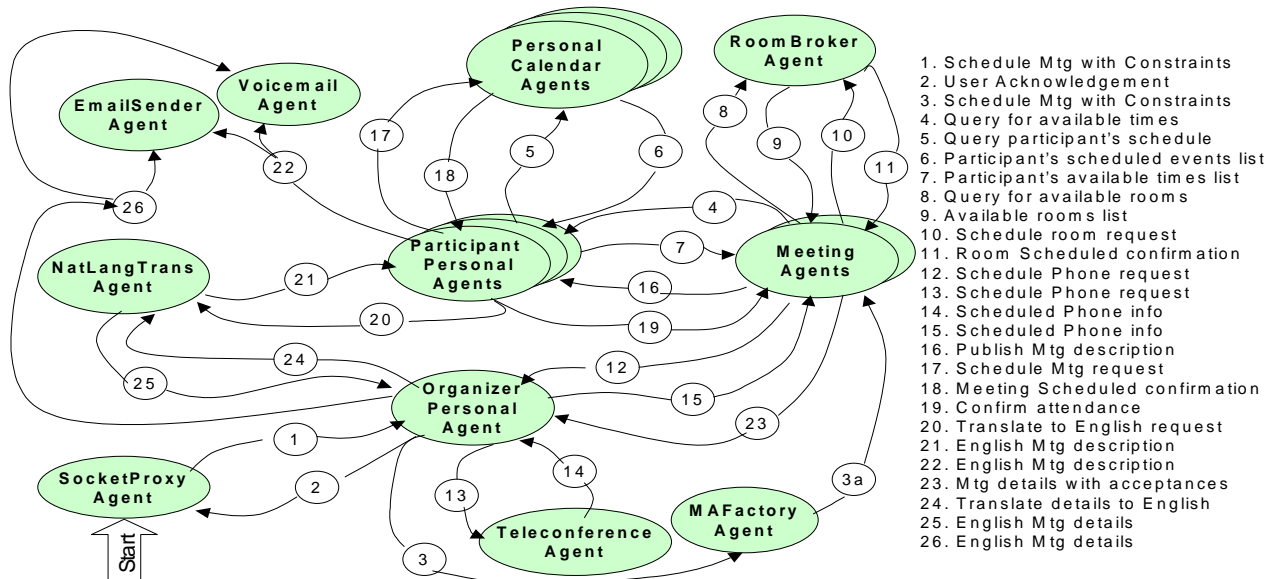 Personal
Calendar
Agents
RoomBroker
Agent
Voicemail
Agent
EmailSender
Agent
17
18
5
6
8
9
10
11
22
26
4
7
Participant
Personal
Agents
Meeting
Agents
NatLangTrans
Agent
21
16
20
19
24
25
12
15
23
Organizer
Personal
Agent
1
2
SocketProxy
Agent
13
14
3a
MAFactory
Agent
Teleconference
Agent
3
Start
1. Schedule Mtg with Constraints
2. User Acknowledgement
3. Schedule Mtg with Constraints
4. Query for available times
5. Query participant's schedule
6. Participant's scheduled events list
7. Participant's available times list
8. Query for available rooms
9. Available rooms list
10. Schedule room request
11. Room Scheduled confirmation
12. Schedule Phone request
13. Schedule Phone request
14. Scheduled Phone info
15. Scheduled Phone info
16. Publish Mtg description
17. Schedule Mtg request
18. Meeting Scheduled confirmation
19. Confirm attendance
20. Translate to English request
21. English Mtg description
22. English Mtg description
23. Mtg details with acceptances
24. Translate details to English
25. English Mtg details
26. English Mtg details